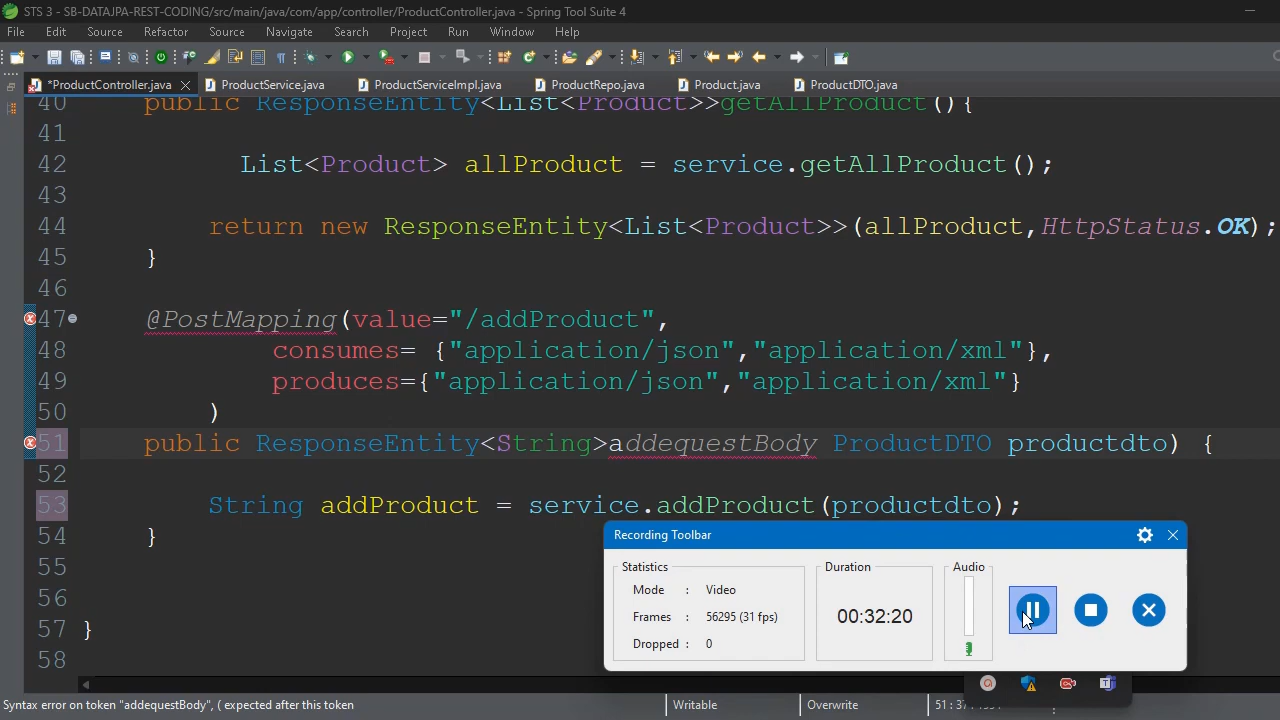 STS 3 - SB-DATAJPA-REST-CODING/src/main/java/com/app/controller/ProductController.java - Spring Tool Suite 4
File Edit Source Refactor Source Navigate Search Project Run Window Help
*ProductController.java ProductService.java ProductServiceImpl.java ProductRepo.java Product.java ProductDTO.java
40 public ResponseEntity<List<Product>>getAllProduct(){
41
42 List<Product> allProduct = service.getAllProduct();
43
44 return new ResponseEntity<List<Product>>(allProduct,HttpStatus.OK);
45 }
46
47 @PostMapping(value="/addProduct",
48 consumes= {"application/json","application/xml"},
49 produces={"application/json","application/xml"}
50 )
51 public ResponseEntity<String>addequestBody ProductDTO productdto) {
52
53 String addProduct = service.addProduct(productdto);
54 }
55
56
57 }
58
Recording Toolbar
Statistics Duration Audio
Mode : Video
Frames : 56295 (31 fps)
00:32:20
Dropped : 0
Syntax error on token "addequestBody", ( expected after this token Writable Overwrite